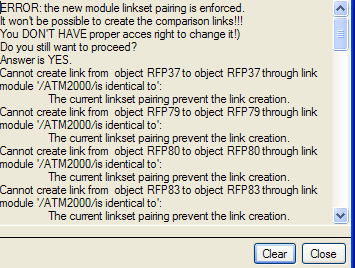 ERROR: the new module linkset pairing is enforced.
It won't be possible to create the comparison links!!!
You DON'T HAVE proper acces right to change it!)
Do you still want to proceed?
Answer is YES.
Cannot create link from  object RFP37 to object RFP37 through link
module '/ATM2000/is identical to':
The current linkset pairing prevent the link creation.
Cannot create link from  object RFP79 to object RFP79 through link
module '/ATM2000/is identical to':
The current linkset pairing prevent the link creation.
Cannot create link from  object RFP80 to object RFP80 through link
module '/ATM2000/is identical to':
The current linkset pairing prevent the link creation.
Cannot create link from  object RFP83 to object RFP83 through link
module '/ATM2000/is identical to':
The current linkset pairing prevent the link creation.
Clear Close